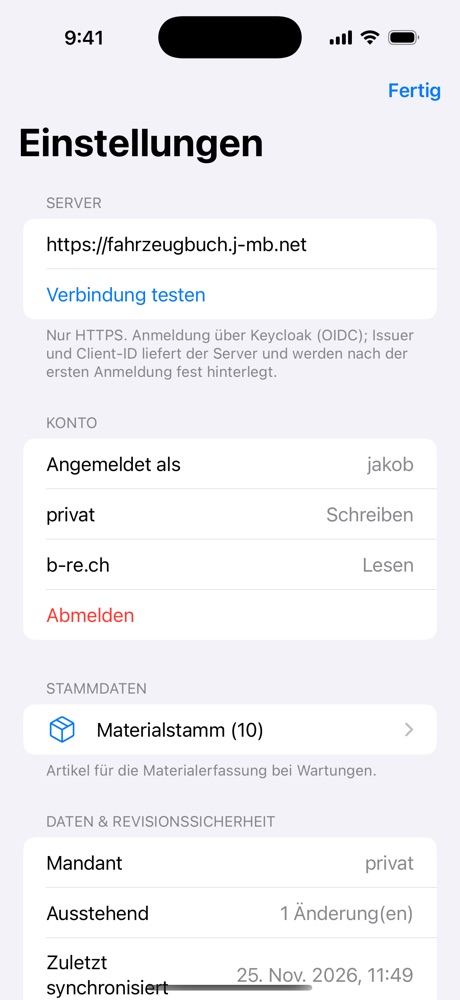 9:41
Fertig
Einstellungen
SERVER
https://fahrzeugbuch.j-mb.net
Verbindung testen
Nur HTTPS. Anmeldung über Keycloak (OIDC); Issuer
und Client-ID liefert der Server und werden nach der
ersten Anmeldung fest hinterlegt.
KONTO
Angemeldet als jakob
privat Schreiben
b-re.ch Lesen
Abmelden
STAMMDATEN
Materialstamm (10)
Artikel für die Materialerfassung bei Wartungen.
DATEN & REVISIONSSICHERHEIT
Mandant privat
Ausstehend 1 Änderung(en)
Zuletzt
synchronisiert 25. Nov. 2026, 11:49